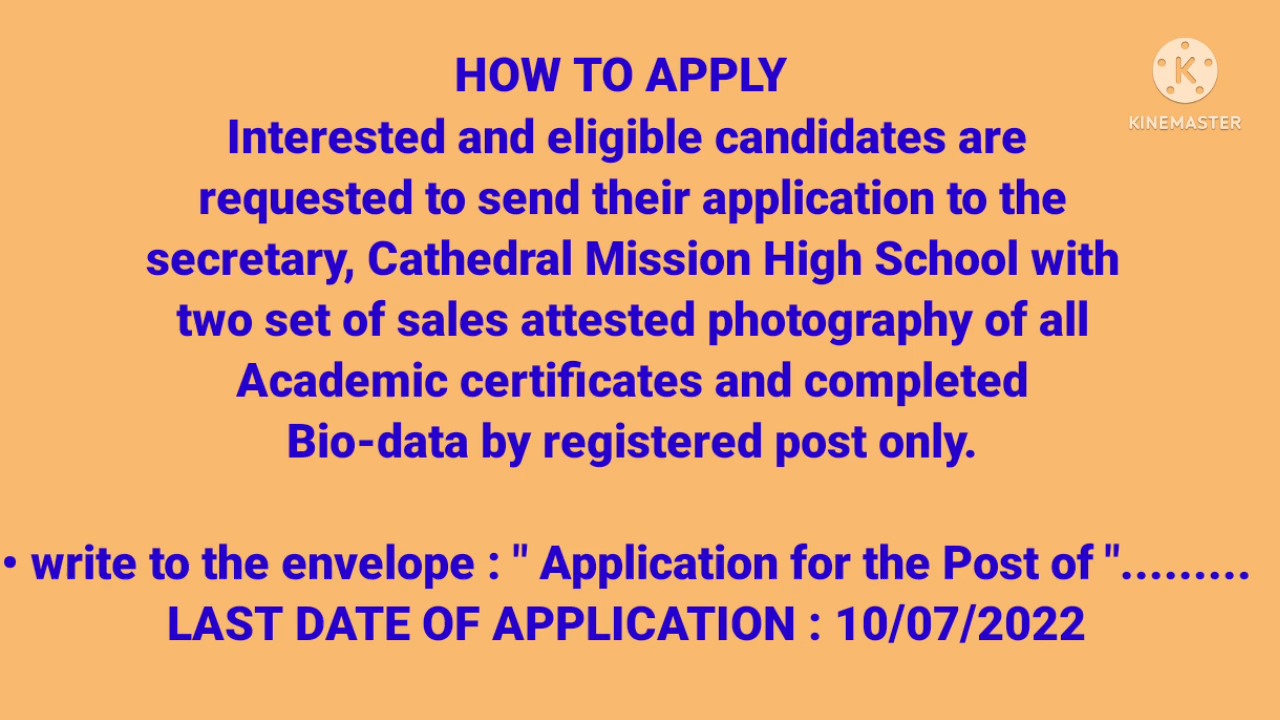 HOW TO APPLY
K
KINEMASTER
Interested and eligible candidates are
requested to send their application to the
secretary, Cathedral Mission High School with
two set of sales attested photography of all
Academic certificates and completed
Bio-data by registered post only.
• write to the envelope : " Application for the Post of ".........
LAST DATE OF APPLICATION : 10/07/2022